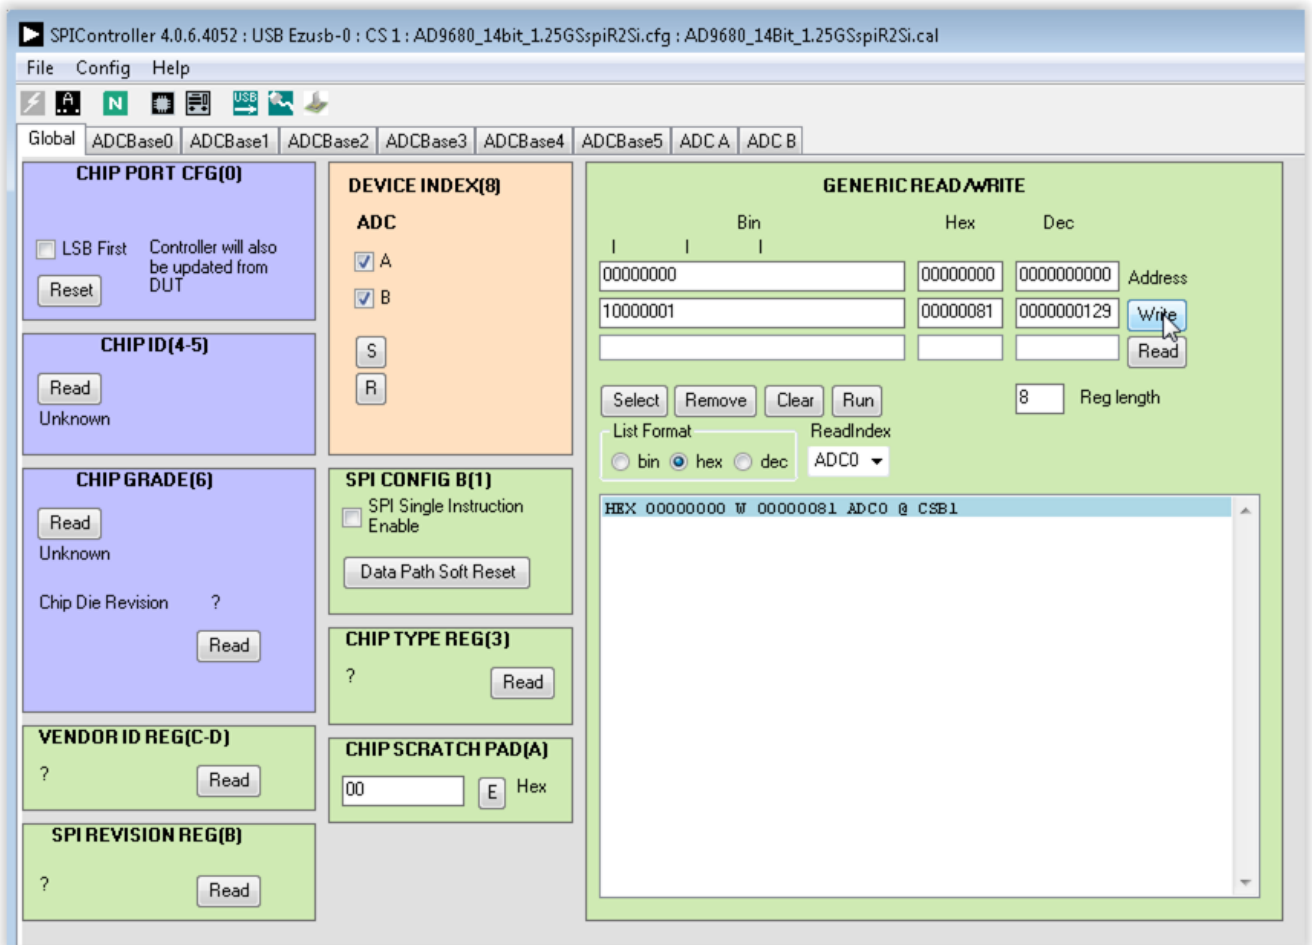 SPIController 4.0.6.4052 : USB Ezusb-0 : CS 1 : AD9680_14bit_1.25GSspiR2Si.cfg : AD9680_14Bit_1.25GSspiR2Si.cal
File Config Help
A N USB
Global ADCBase0 ADCBase1 ADCBase2 ADCBase3 ADCBase4 ADCBase5 ADC A ADC B
CHIP PORT CFG(0)
LSB First
Controller will also
be updated from
DUT
Reset
CHIP ID(4-5)
Read
Unknown
CHIP GRADE(6)
Read
Unknown
Chip Die Revision ?
Read
VENDOR ID REG(C-D)
? Read
SPI REVISION REG(B)
? Read
DEVICE INDEX(8)
ADC
A
B
S
R
SPI CONFIG B(1)
SPI Single Instruction
Enable
Data Path Soft Reset
CHIP TYPE REG(3)
?
Read
CHIP SCRATCH PAD(A)
00 E Hex
GENERIC READ/WRITE
Bin Hex Dec
00000000 00000000 0000000000 Address
10000001 00000081 0000000129 Write
Read
Select Remove Clear Run 8 Reg length
List Format ReadIndex
bin hex dec ADC0
HEX 00000000 W 00000081 ADC0 @ CSB1